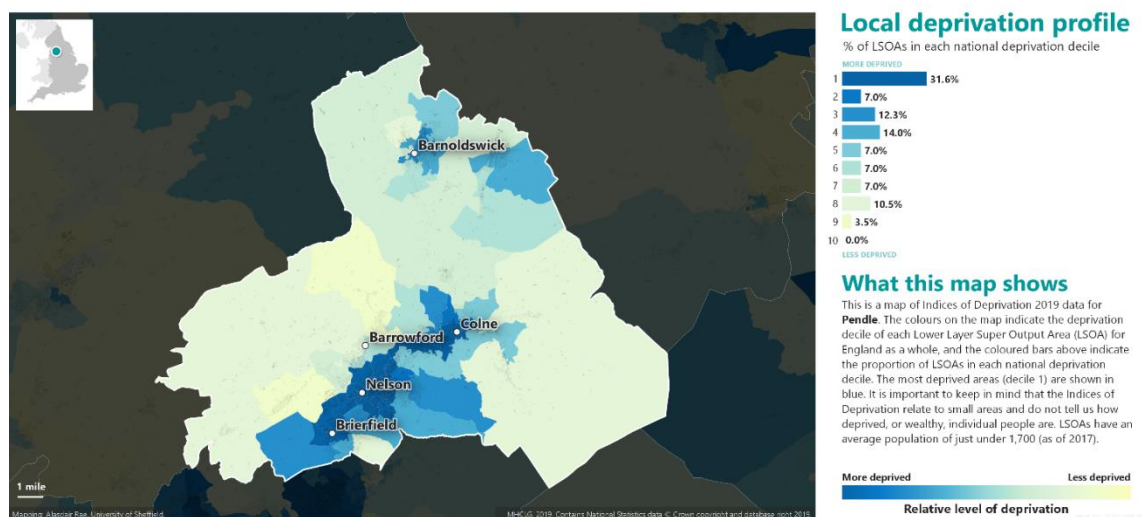 Barnoldswick
Colne
Barrowford
Nelson
Brierfield
1 mile
Mapping: Alasdair Rae, University of Sheffield.
MHCLG, 2019. Contains National Statistics data © Crown copyright and database right 2019.
Local deprivation profile
% of LSOAs in each national deprivation decile
MORE DEPRIVED
1 31.6%
2 7.0%
3 12.3%
4 14.0%
5 7.0%
6 7.0%
7 7.0%
8 10.5%
9 3.5%
10 0.0%
LESS DEPRIVED
What this map shows
This is a map of Indices of Deprivation 2019 data for
Pendle. The colours on the map indicate the deprivation
decile of each Lower Layer Super Output Area (LSOA) for
England as a whole, and the coloured bars above indicate
the proportion of LSOAs in each national deprivation
decile. The most deprived areas (decile 1) are shown in
blue. It is important to keep in mind that the Indices of
Deprivation relate to small areas and do not tell us how
deprived, or wealthy, individual people are. LSOAs have an
average population of just under 1,700 (as of 2017).
More deprived Less deprived
Relative level of deprivation